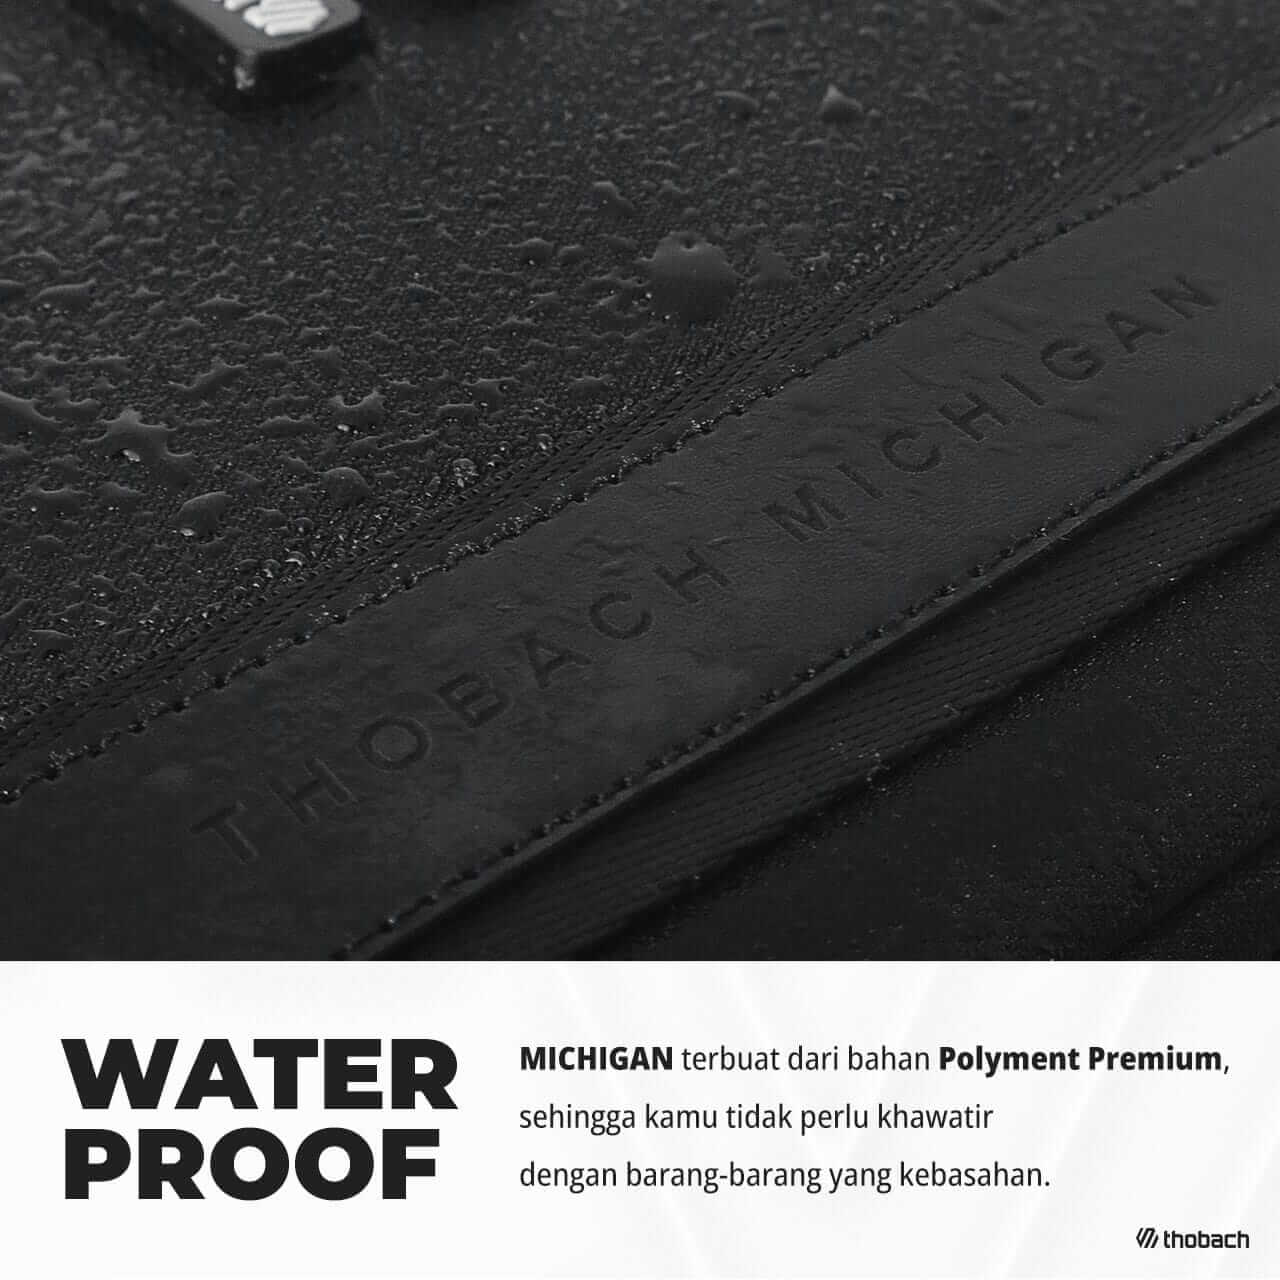 THOBACH MICHIGAN
WATER
PROOF
MICHIGAN terbuat dari bahan Polyment Premium,
sehingga kamu tidak perlu khawatir
dengan barang-barang yang kebasahan.
thobach